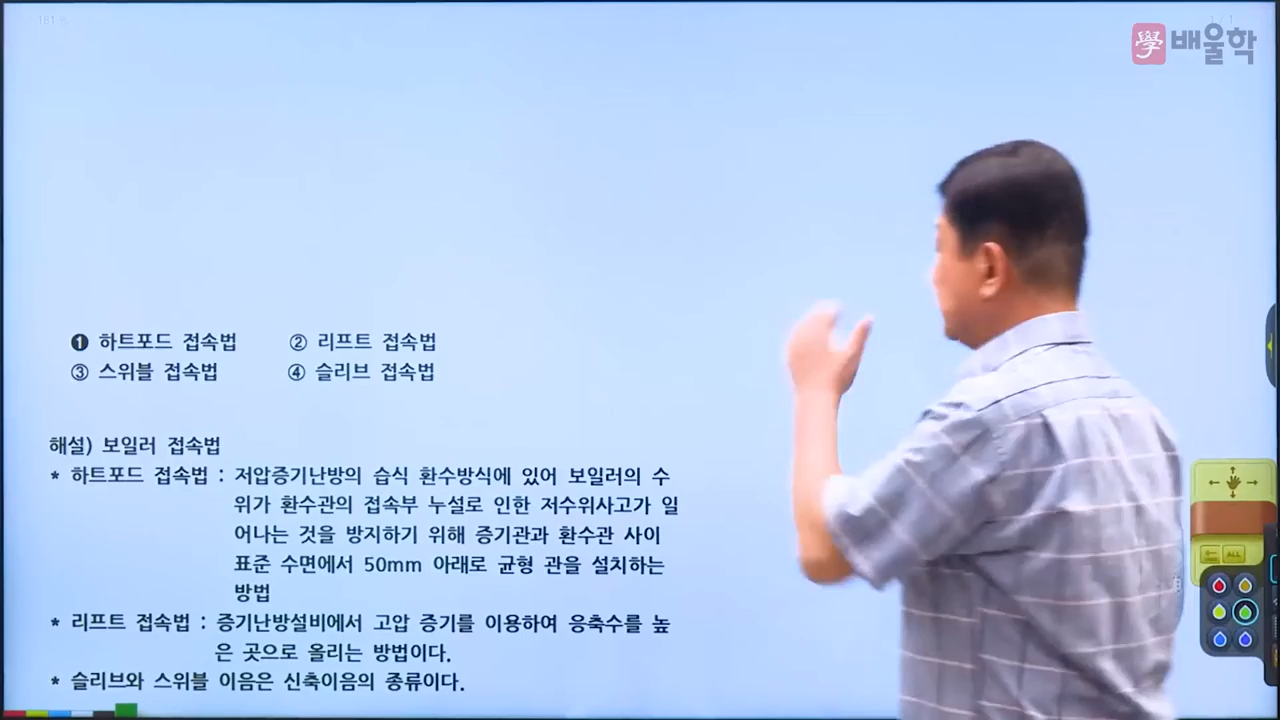 學 배울학
❶ 하트포드 접속법 ② 리프트 접속법
③ 스위블 접속법 ④ 슬리브 접속법
해설) 보일러 접속법
* 하트포드 접속법 : 저압증기난방의 습식 환수방식에 있어 보일러의 수
위가 환수관의 접속부 누설로 인한 저수위사고가 일
어나는 것을 방지하기 위해 증기관과 환수관 사이
표준 수면에서 50mm 아래로 균형 관을 설치하는
방법
* 리프트 접속법 : 증기난방설비에서 고압 증기를 이용하여 응축수를 높
은 곳으로 올리는 방법이다.
* 슬리브와 스위블 이음은 신축이음의 종류이다.
ALL